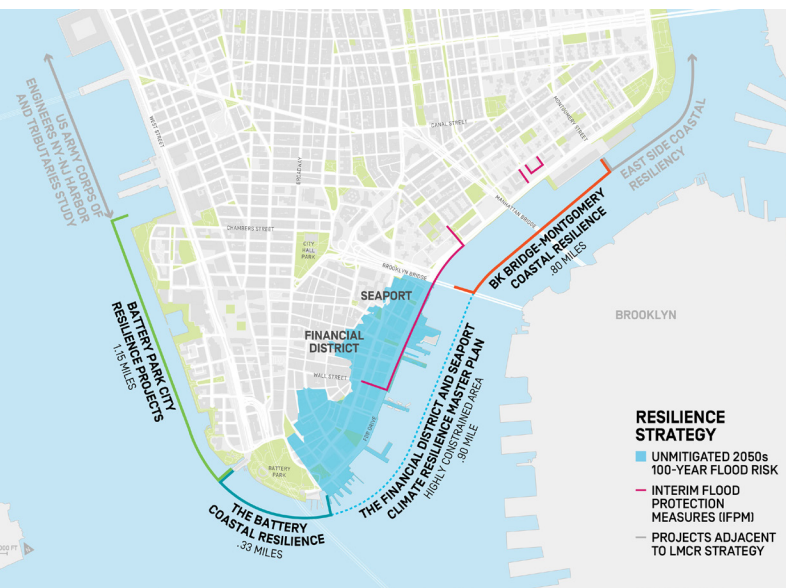 US ARMY CORPS OF
ENGINEERS NY-NJ HARBOR
AND TRIBUTARIES STUDY
WEST STREET
BROADWAY
CANAL STREET
MONTGOMERY STREET
EAST SIDE COASTAL
RESILIENCY
MANHATTAN BRIDGE
CHAMBERS STREET
CITY
HALL
PARK
BROOKLYN BRIDGE
BK BRIDGE-MONTGOMERY
COASTAL RESILIENCE
.80 MILES
SEAPORT
FINANCIAL
DISTRICT
WALL STREET
FDR DRIVE
BROOKLYN
BATTERY PARK CITY
RESILIENCE PROJECTS
1.15 MILES
THE FINANCIAL DISTRICT AND SEAPORT
CLIMATE RESILIENCE MASTER PLAN
HIGHLY CONSTRAINED AREA
.90 MILE
BATTERY
PARK
THE BATTERY
COASTAL RESILIENCE
.33 MILES
RESILIENCE
STRATEGY
UNMITIGATED 2050s
100-YEAR FLOOD RISK
INTERIM FLOOD
PROTECTION
MEASURES (IFPM)
PROJECTS ADJACENT
TO LMCR STRATEGY
FT